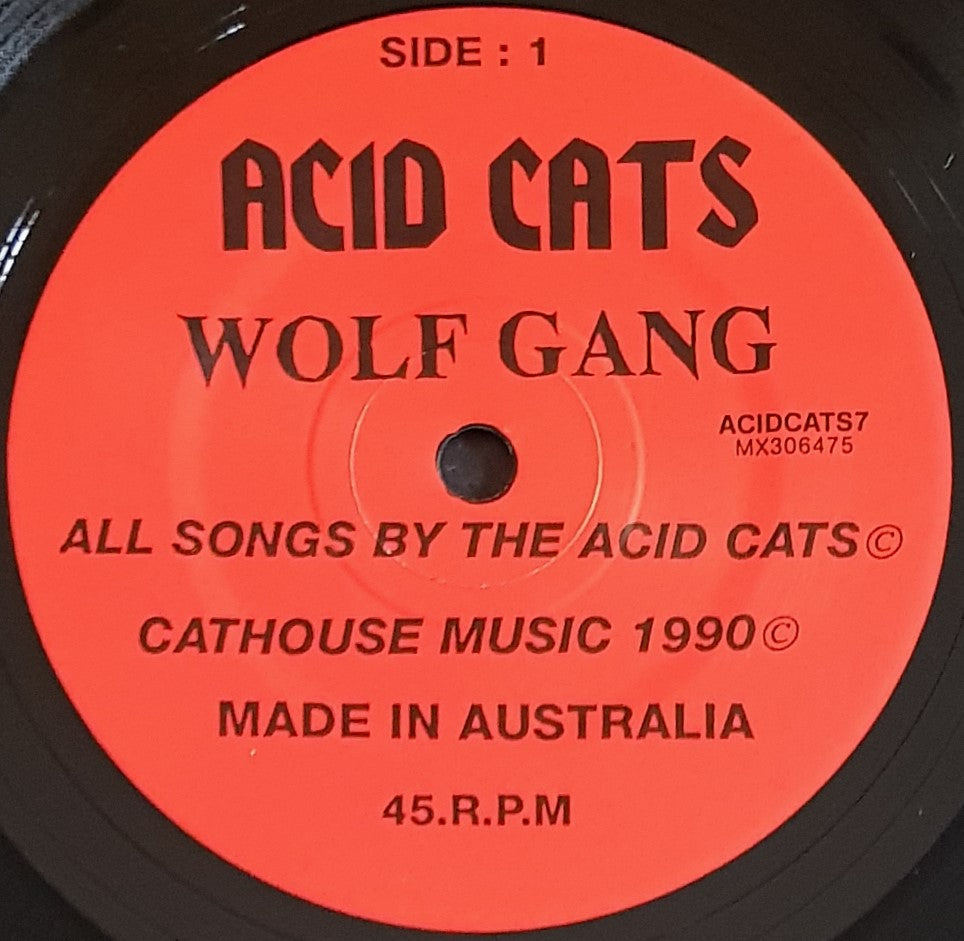 SIDE : 1
ACID CATS
WOLF GANG
ACIDCATS7
MX306475
ALL SONGS BY THE ACID CATS©
CATHOUSE MUSIC 1990©
MADE IN AUSTRALIA
45.R.P.M